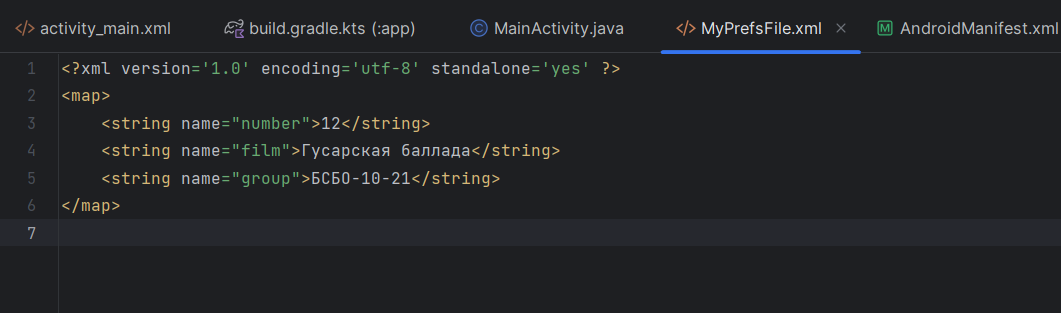 activity_main.xml build.gradle.kts (:app) MainActivity.java MyPrefsFile.xml AndroidManifest.xml
1 <?xml version='1.0' encoding='utf-8' standalone='yes' ?>
2 <map>
3     <string name="number">12</string>
4     <string name="film">Гусарская баллада</string>
5     <string name="group">БСБО-10-21</string>
6 </map>
7